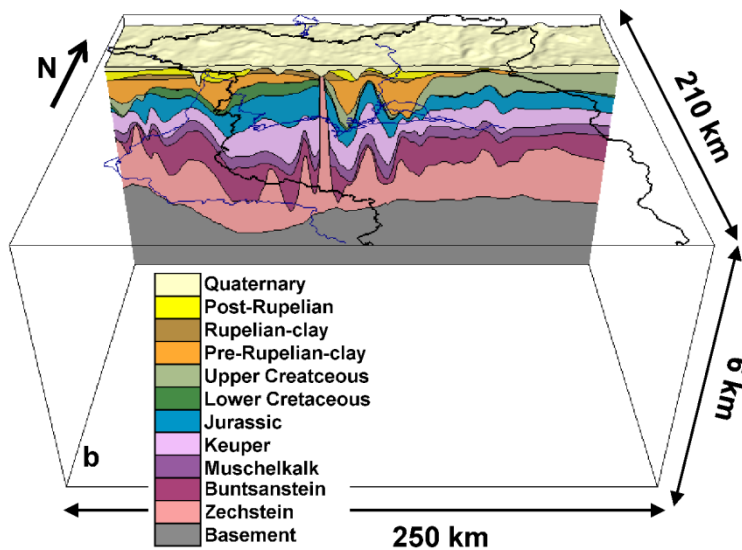 N
210 km
6 km
Quaternary
Post-Rupelian
Rupelian-clay
Pre-Rupelian-clay
Upper Creatceous
Lower Cretaceous
Jurassic
Keuper
Muschelkalk
Buntsanstein
Zechstein
Basement
b
250 km